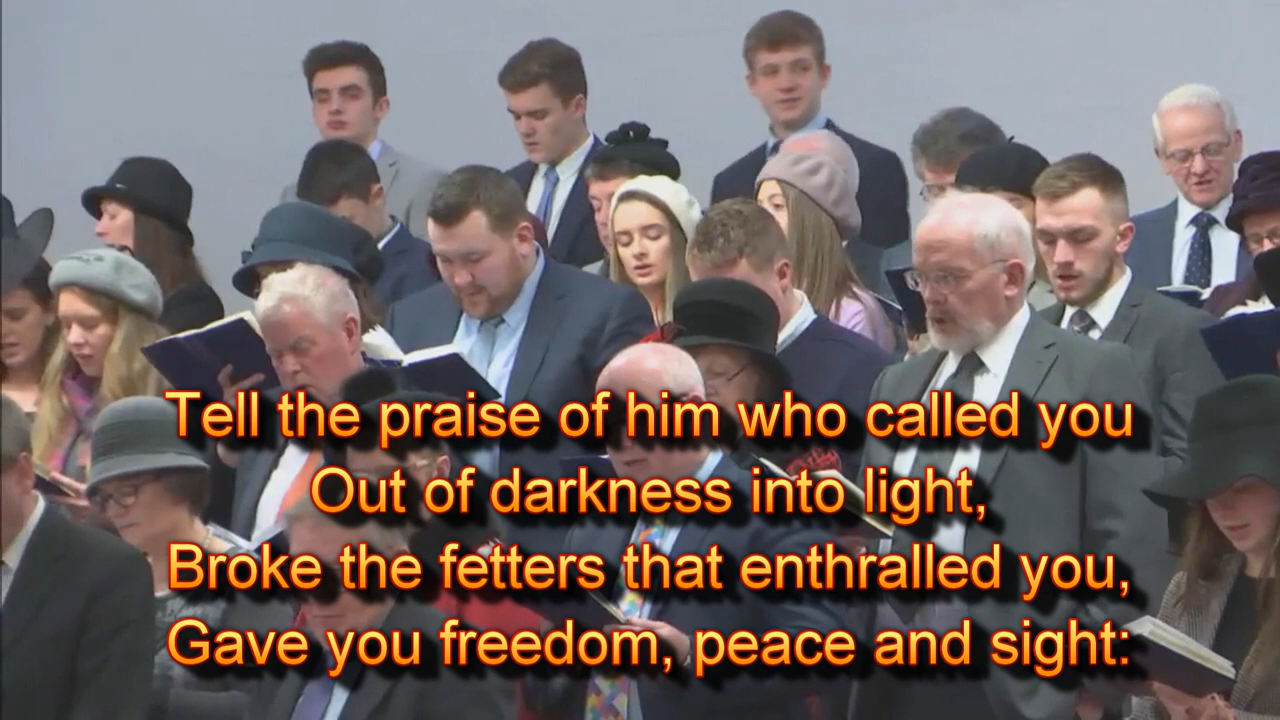 Tell the praise of him who called you
Out of darkness into light,
Broke the fetters that enthralled you,
Gave you freedom, peace and sight: